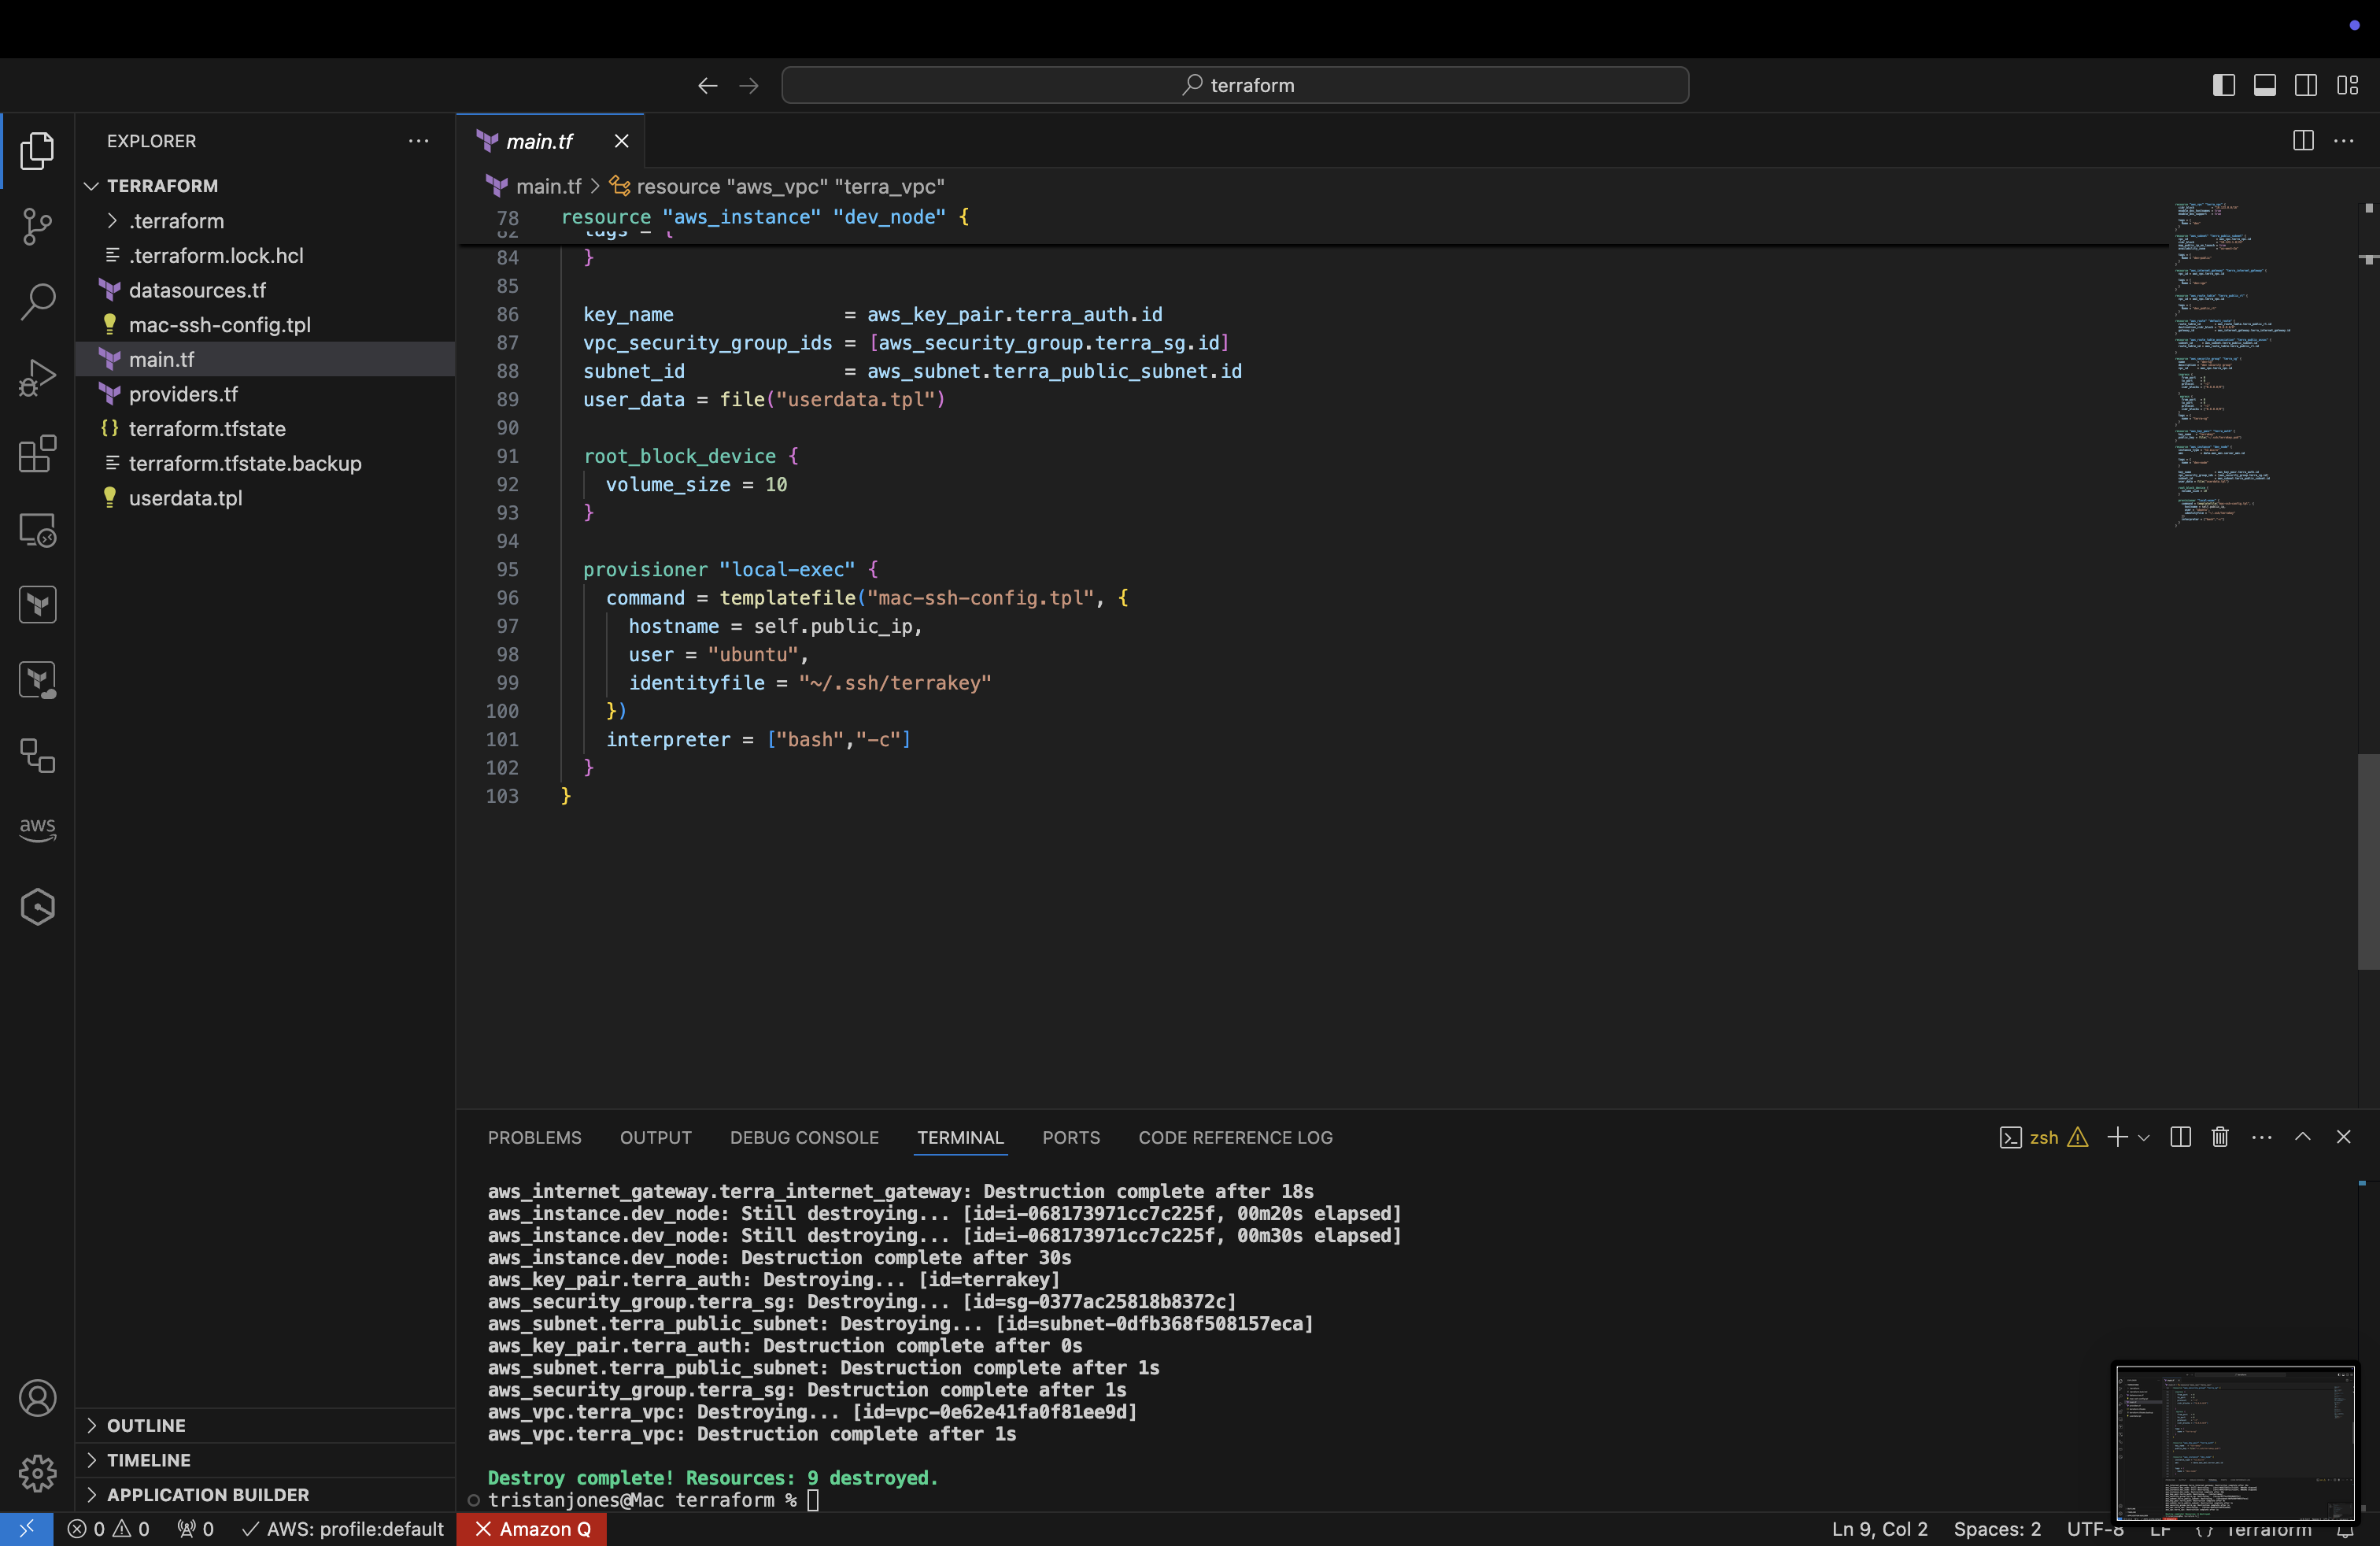 terraform
EXPLORER
TERRAFORM
.terraform
.terraform.lock.hcl
datasources.tf
mac-ssh-config.tpl
main.tf
providers.tf
terraform.tfstate
terraform.tfstate.backup
userdata.tpl
OUTLINE
TIMELINE
APPLICATION BUILDER
aws
main.tf
main.tf > resource "aws_vpc" "terra_vpc"
78 resource "aws_instance" "dev_node" {
82 tags = {
84 }
85
86 key_name = aws_key_pair.terra_auth.id
87 vpc_security_group_ids = [aws_security_group.terra_sg.id]
88 subnet_id = aws_subnet.terra_public_subnet.id
89 user_data = file("userdata.tpl")
90
91 root_block_device {
92 volume_size = 10
93 }
94
95 provisioner "local-exec" {
96 command = templatefile("mac-ssh-config.tpl", {
97 hostname = self.public_ip,
98 user = "ubuntu",
99 identityfile = "~/.ssh/terrakey"
100 })
101 interpreter = ["bash","-c"]
102 }
103 }
PROBLEMS OUTPUT DEBUG CONSOLE TERMINAL PORTS CODE REFERENCE LOG
zsh
aws_internet_gateway.terra_internet_gateway: Destruction complete after 18s
aws_instance.dev_node: Still destroying... [id=i-068173971cc7c225f, 00m20s elapsed]
aws_instance.dev_node: Still destroying... [id=i-068173971cc7c225f, 00m30s elapsed]
aws_instance.dev_node: Destruction complete after 30s
aws_key_pair.terra_auth: Destroying... [id=terrakey]
aws_security_group.terra_sg: Destroying... [id=sg-0377ac25818b8372c]
aws_subnet.terra_public_subnet: Destroying... [id=subnet-0dfb368f508157eca]
aws_key_pair.terra_auth: Destruction complete after 0s
aws_subnet.terra_public_subnet: Destruction complete after 1s
aws_security_group.terra_sg: Destruction complete after 1s
aws_vpc.terra_vpc: Destroying... [id=vpc-0e62e41fa0f81ee9d]
aws_vpc.terra_vpc: Destruction complete after 1s
Destroy complete! Resources: 9 destroyed.
tristanjones@Mac terraform %
0 0 0 AWS: profile:default Amazon Q Ln 9, Col 2 Spaces: 2 UTF-8 LF {} Terraform